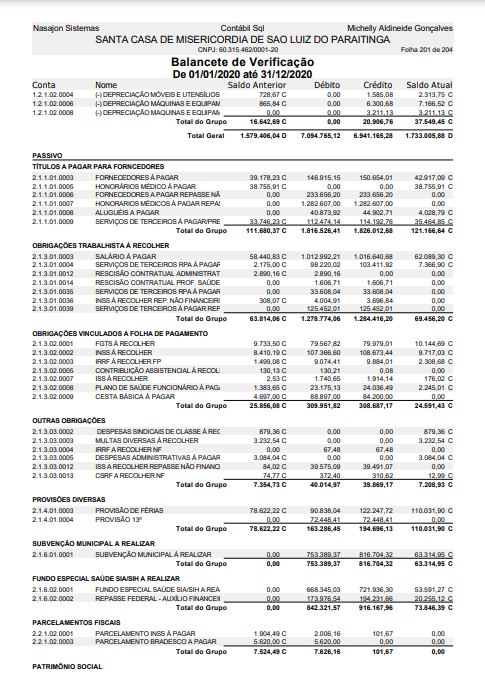 Nasajon Sistemas Contábil Sql Michelly Aldineide Gonçalves
SANTA CASA DE MISERICORDIA DE SAO LUIZ DO PARAITINGA
CNPJ: 60.315.462/0001-20 Folha 201 de 204
Balancete de Verificação
De 01/01/2020 até 31/12/2020
Conta Nome Saldo Anterior Débito Crédito Saldo Atual
1.2.1.02.0004 (-) DEPRECIAÇÃO MÓVEIS E UTENSÍLIOS 728,67 C 0,00 1.585,08 2.313,75 C
1.2.1.02.0006 (-) DEPRECIAÇÃO MÁQUINAS E EQUIPAM 865,84 C 0,00 6.300,68 7.166,52 C
1.2.1.02.0008 (-) DEPRECIAÇÃO MAQUINAS E EQUIPAM 0,00 0,00 3.211,13 3.211,13 C
Total do Grupo 16.642,69 C 0,00 20.906,76 37.549,45 C
Total Geral 1.579.406,04 D 7.094.765,12 6.941.165,28 1.733.005,88 D
PASSIVO
TÍTULOS A PAGAR PARA FORNCEDORES
2.1.1.01.0003 FORNECEDORES Á PAGAR 39.178,23 C 146.915,15 150.654,01 42.917,09 C
2.1.1.01.0005 HONORÁRIOS MÉDICO Á PAGAR 38.755,91 C 0,00 0,00 38.755,91 C
2.1.1.01.0006 FORNECEDORES A PAGAR REPASSE NÃ 0,00 233.656,20 233.656,20 0,00
2.1.1.01.0007 HONORARIOS MÉDICOS A PAGAR REPAS 0,00 1.282.607,00 1.282.607,00 0,00
2.1.1.01.0008 ALUGUÉIS A PAGAR 0,00 40.873,92 44.902,71 4.028,79 C
2.1.1.01.0009 SERVIÇOS DE TERCEIROS Á PAGAR/PRE 33.746,23 C 112.474,14 114.192,76 35.464,85 C
Total do Grupo 111.680,37 C 1.816.526,41 1.826.012,68 121.166,64 C
OBRIGAÇÕES TRABALHISTA Á RECOLHER
2.1.3.01.0003 SALÁRIO Á PAGAR 58.440,83 C 1.012.992,21 1.016.640,68 62.089,30 C
2.1.3.01.0004 SERVIÇOS DE TERCEIROS RPA Á PAGAR 2.175,00 C 98.220,02 103.411,92 7.366,90 C
2.1.3.01.0012 RESCISÃO CONTRATUAL ADMINISTRAT 2.890,16 C 2.890,16 0,00 0,00
2.1.3.01.0014 RESCISÃO CONTRATUAL PROF. SAÚDE 0,00 1.606,71 1.606,71 0,00
2.1.3.01.0035 SERVIÇOS DE TERCEIROS RPA Á PAGAR 0,00 33.608,04 33.608,04 0,00
2.1.3.01.0036 INSS Á RECOLHER REP. NÃO FINANCEIRI 308,07 C 4.004,91 3.696,84 0,00
2.1.3.01.0039 SERVIÇOS DE TERCEIROS Á PAGAR REF 0,00 125.452,01 125.452,01 0,00
Total do Grupo 63.814,06 C 1.278.774,06 1.284.416,20 69.456,20 C
OBRIGAÇÕES VINCULADOS A FOLHA DE PAGAMENTO
2.1.3.02.0001 FGTS Á RECOLHER 9.733,50 C 79.567,82 79.979,01 10.144,69 C
2.1.3.02.0002 INSS Á RECOLHER 8.410,19 C 107.366,60 108.673,44 9.717,03 C
2.1.3.02.0003 IRRF Á RECOLHER FP 1.499,08 C 9.074,41 9.884,01 2.308,68 C
2.1.3.02.0005 CONTRIBUIÇÃO ASSISTENCIAL Á RECOL 130,13 C 130,21 0,08 0,00
2.1.3.02.0007 ISS Á RECOLHER 2,53 C 1.740,65 1.914,14 176,02 C
2.1.3.02.0008 PLANO DE SAÚDE FUNCIONÁRIO Á PAG 1.383,65 C 23.175,13 24.036,49 2.245,01 C
2.1.3.02.0009 CESTA BÁSICA Á PAGAR 4.697,00 C 88.897,00 84.200,00 0,00
Total do Grupo 25.856,08 C 309.951,82 308.687,17 24.591,43 C
OUTRAS OBRIGAÇÕES
2.1.3.03.0002 DESPESAS SINDICAIS DE CLASSE Á REC 879,36 C 0,00 0,00 879,36 C
2.1.3.03.0003 MULTAS DIVERSAS Á RECOLHER 3.232,54 C 0,00 0,00 3.232,54 C
2.1.3.03.0004 IRRF A RECOLHER NF 0,00 67,48 67,48 0,00
2.1.3.03.0005 DESPESAS ADMINISTRATIVAS Á PAGAR 3.084,04 C 0,00 0,00 3.084,04 C
2.1.3.03.0012 ISS A RECOLHER REPASSE NÃO FINANC 84,02 C 39.575,09 39.491,07 0,00
2.1.3.03.0013 CSRF A RECOLHER NF 74,77 C 372,40 310,62 12,99 C
Total do Grupo 7.354,73 C 40.014,97 39.869,17 7.208,93 C
PROVISÕES DIVERSAS
2.1.4.01.0003 PROVISÃO DE FÉRIAS 78.622,22 C 90.838,04 122.247,72 110.031,90 C
2.1.4.01.0004 PROVISÃO 13º 0,00 72.448,41 72.448,41 0,00
Total do Grupo 78.622,22 C 163.286,45 194.696,13 110.031,90 C
SUBVENÇÃO MUNICIPAL A REALIZAR
2.1.6.01.0001 SUBVENÇÃO MUNICIPAL Á REALIZAR 0,00 753.389,37 816.704,32 63.314,95 C
Total do Grupo 0,00 753.389,37 816.704,32 63.314,95 C
FUNDO ESPECIAL SAÚDE SIA/SIH A REALIZAR
2.1.6.02.0001 FUNDO ESPECIAL SAÚDE SIA/SIH A REA 0,00 668.345,03 721.936,30 53.591,27 C
2.1.6.02.0002 REPASSE FEDERAL - AUXÍLIO FINANCEII 0,00 173.976,54 194.231,66 20.255,12 C
Total do Grupo 0,00 842.321,57 916.167,96 73.846,39 C
PARCELAMENTOS FISCAIS
2.2.1.02.0001 PARCELAMENTO INSS Á PAGAR 1.904,49 C 2.006,16 101,67 0,00
2.2.1.02.0003 PARCELAMENTO BRADESCO A PAGAR 5.620,00 C 5.620,00 0,00 0,00
Total do Grupo 7.524,49 C 7.626,16 101,67 0,00
PATRIMÔNIO SOCIAL